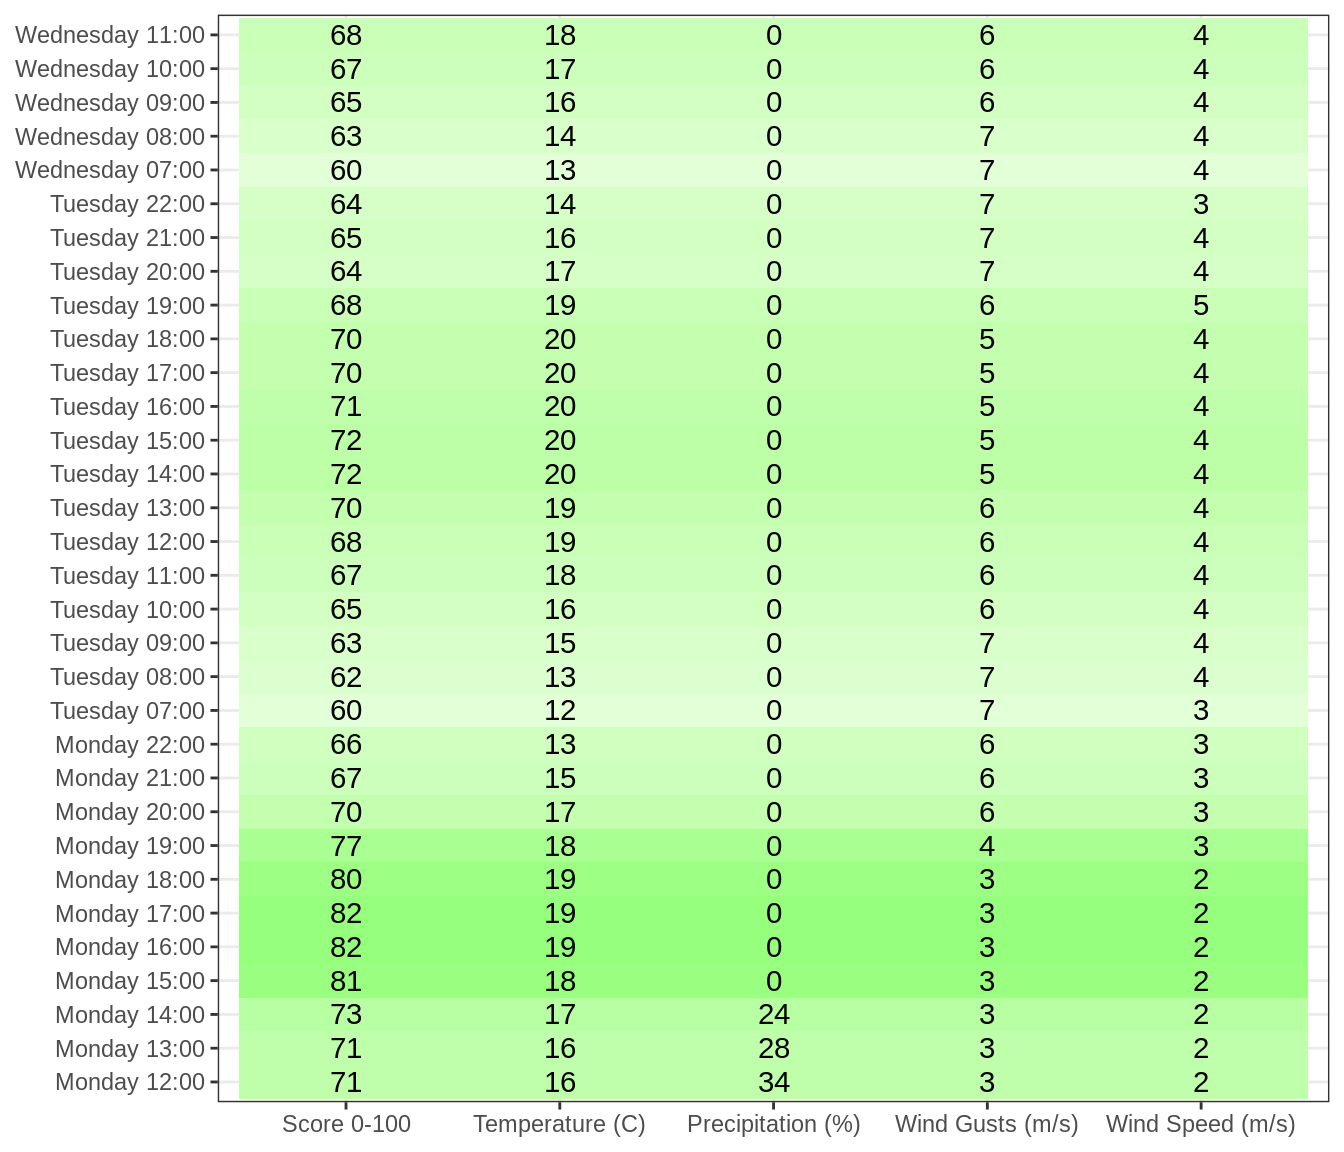 Wednesday 11:00 68 18 0 6 4
Wednesday 10:00 67 17 0 6 4
Wednesday 09:00 65 16 0 6 4
Wednesday 08:00 63 14 0 7 4
Wednesday 07:00 60 13 0 7 4
Tuesday 22:00 64 14 0 7 3
Tuesday 21:00 65 16 0 7 4
Tuesday 20:00 64 17 0 7 4
Tuesday 19:00 68 19 0 6 5
Tuesday 18:00 70 20 0 5 4
Tuesday 17:00 70 20 0 5 4
Tuesday 16:00 71 20 0 5 4
Tuesday 15:00 72 20 0 5 4
Tuesday 14:00 72 20 0 5 4
Tuesday 13:00 70 19 0 6 4
Tuesday 12:00 68 19 0 6 4
Tuesday 11:00 67 18 0 6 4
Tuesday 10:00 65 16 0 6 4
Tuesday 09:00 63 15 0 7 4
Tuesday 08:00 62 13 0 7 4
Tuesday 07:00 60 12 0 7 3
Monday 22:00 66 13 0 6 3
Monday 21:00 67 15 0 6 3
Monday 20:00 70 17 0 6 3
Monday 19:00 77 18 0 4 3
Monday 18:00 80 19 0 3 2
Monday 17:00 82 19 0 3 2
Monday 16:00 82 19 0 3 2
Monday 15:00 81 18 0 3 2
Monday 14:00 73 17 24 3 2
Monday 13:00 71 16 28 3 2
Monday 12:00 71 16 34 3 2
Score 0-100 Temperature (C) Precipitation (%) Wind Gusts (m/s) Wind Speed (m/s)